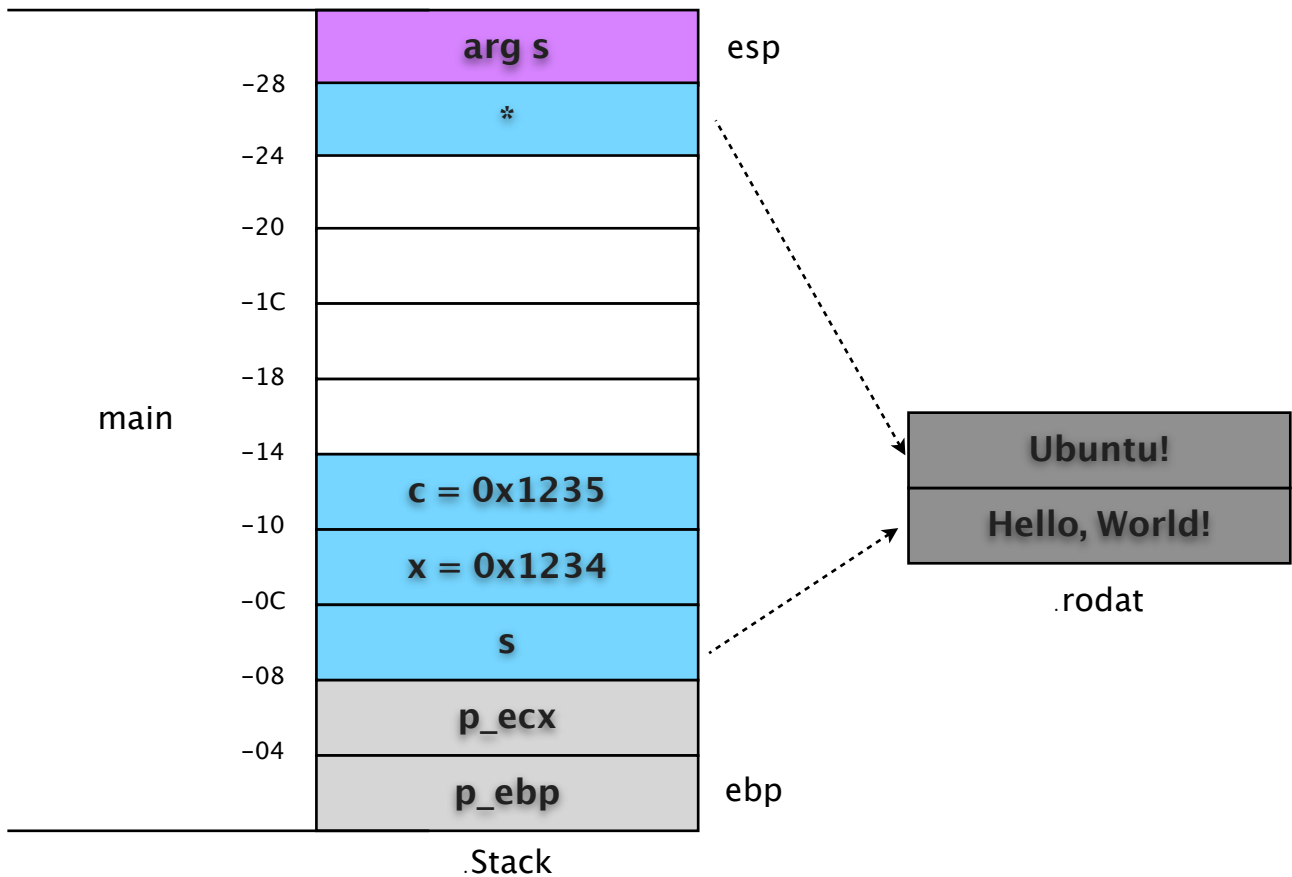 arg s
esp
-28
*
-24
-20
-1C
-18
main
-14
Ubuntu!
c = 0x1235
-10
Hello, World!
x = 0x1234
-0C
.rodat
s
-08
p_ecx
-04
p_ebp
ebp
.Stack